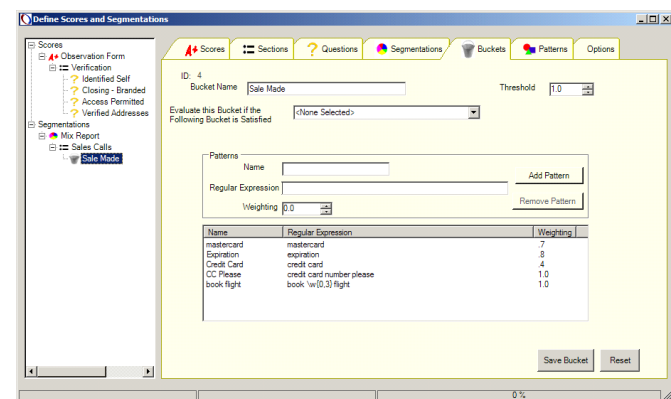 Define Scores and Segmentations
Scores
A+ Observation Form
Verification
? Identified Self
? Closing - Branded
? Access Permitted
? Verified Addresses
Segmentations
Mix Report
Sales Calls
Sale Made
A+ Scores Sections ? Questions Segmentations Buckets Patterns Options
ID: 4
Bucket Name Sale Made Threshold 1.0
Evaluate this Bucket if the
Following Bucket is Satisfied <None Selected>
Patterns
Name
Add Pattern
Regular Expression
Remove Pattern
Weighting 0.0
Name Regular Expression Weighting
mastercard mastercard .7
Expiration expiration .8
Credit Card credit card .4
CC Please credit card number please 1.0
book flight book \w{0,3} flight 1.0
Save Bucket Reset
0 %